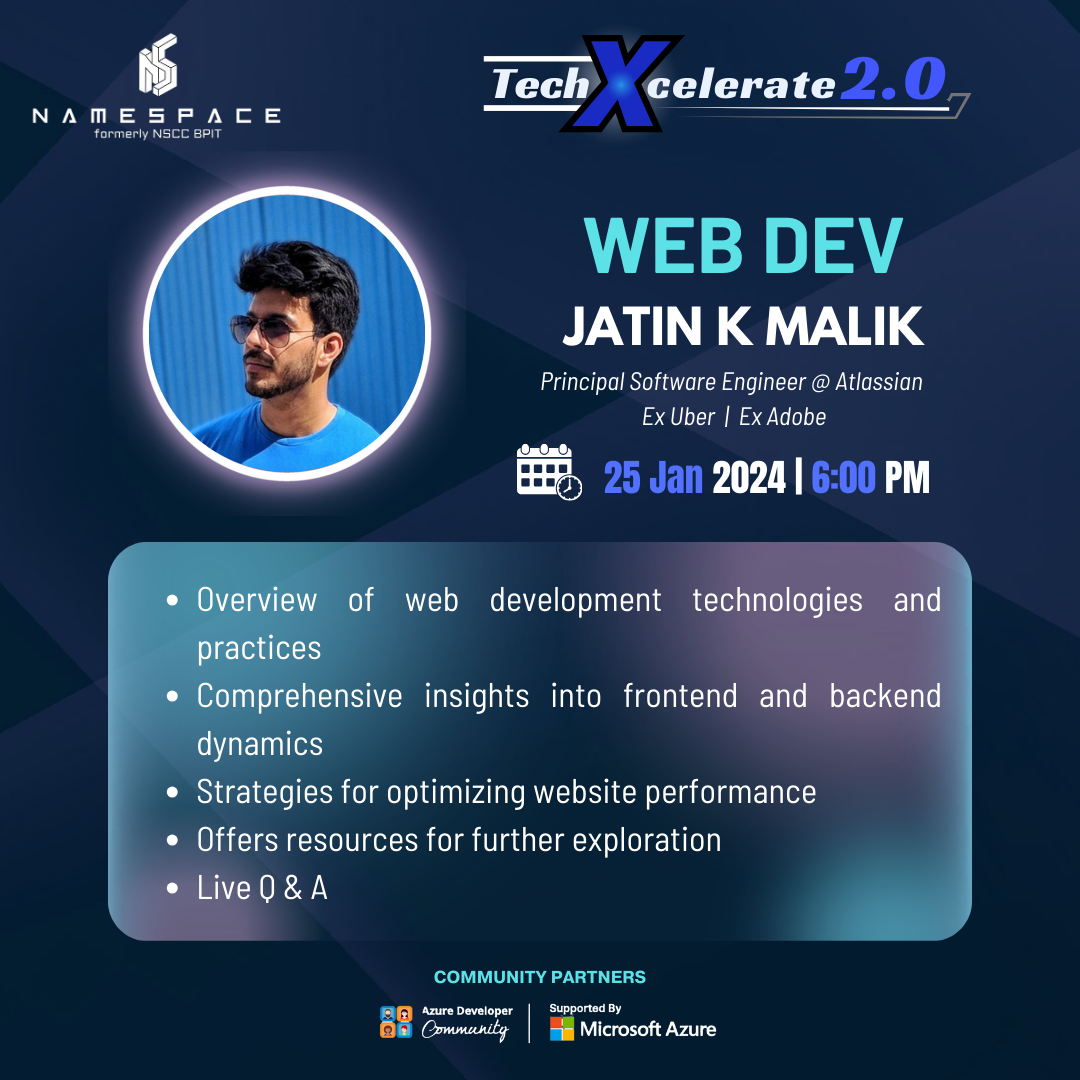 NAMESPACE
formerly NSCC BPIT
TechXcelerate 2.0
WEB DEV
JATIN K MALIK
Principal Software Engineer @ Atlassian
Ex Uber | Ex Adobe
25 Jan 2024 | 6:00 PM
• Overview of web development technologies and
practices
• Comprehensive insights into frontend and backend
dynamics
• Strategies for optimizing website performance
• Offers resources for further exploration
• Live Q & A
COMMUNITY PARTNERS
Azure Developer
Community
Supported By
Microsoft Azure